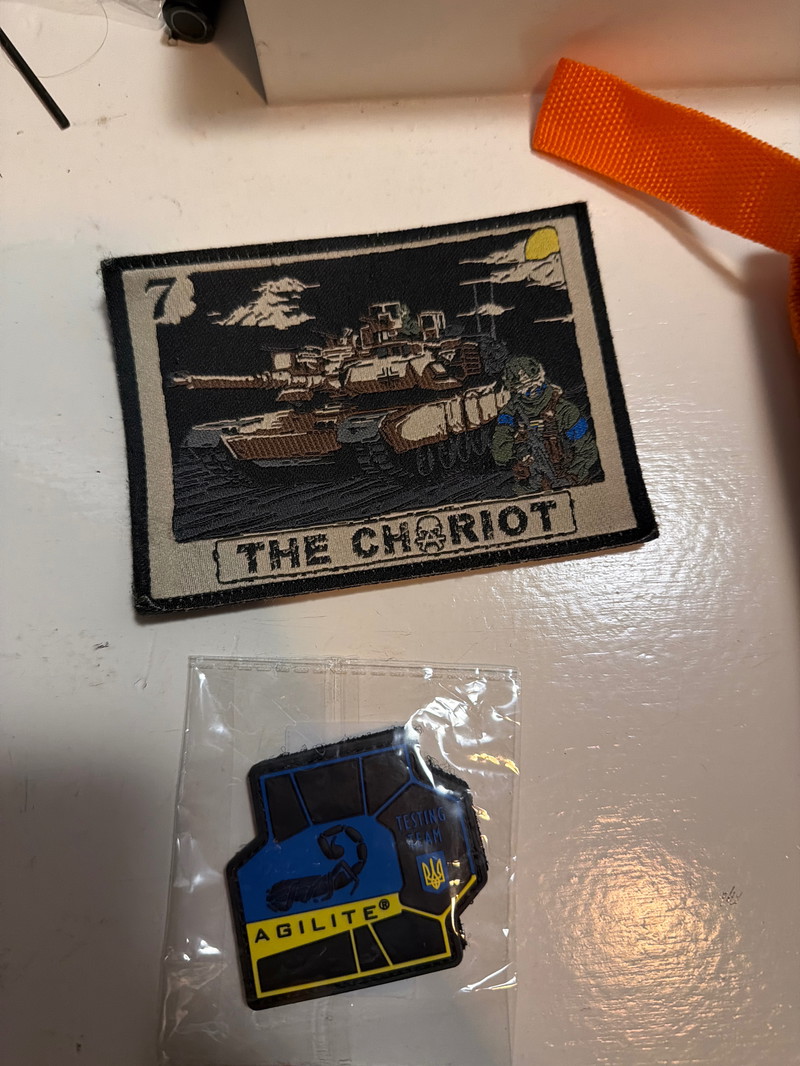 7
THE CHARIOT
TESTING
TEAM
AGILITE®